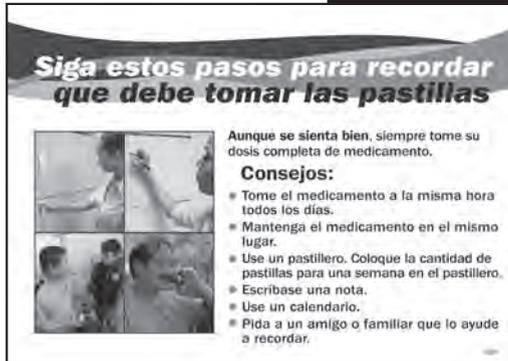 Siga estos pasos para recordar
que debe tomar las pastillas
Aunque se sienta bien, siempre tome su
dosis completa de medicamento.
Consejos:
Tome el medicamento a la misma hora
todos los días.
Mantenga el medicamento en el mismo
lugar.
Use un pastillero. Coloque la cantidad de
pastillas para una semana en el pastillero.
Escríbase una nota.
Use un calendario.
Pida a un amigo o familiar que lo ayude
a recordar.